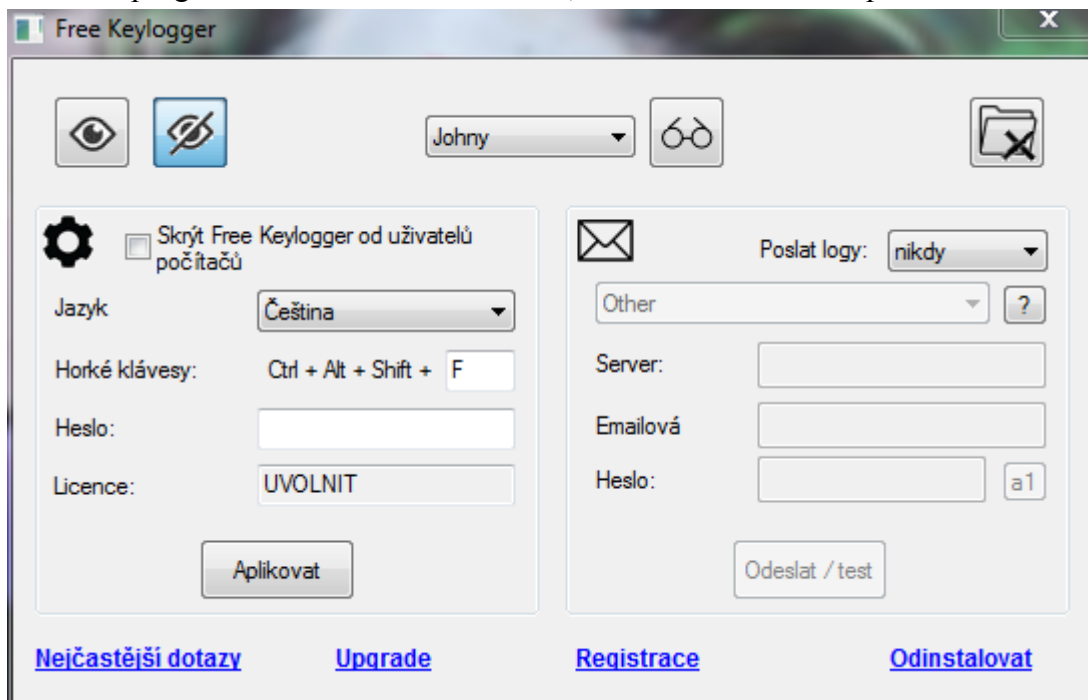 Free Keylogger
x
Johny
Skrýt Free Keylogger od uživatelů
počítačů
Jazyk
Čeština
Horké klávesy:
Ctrl + Alt + Shift +
F
Heslo:
Licence:
UVOLNIT
Aplikovat
Poslat logy:
nikdy
Other
?
Server:
Emailová
Heslo:
a1
Odeslat / test
Nejčastější dotazy
Upgrade
Registrace
Odinstalovat